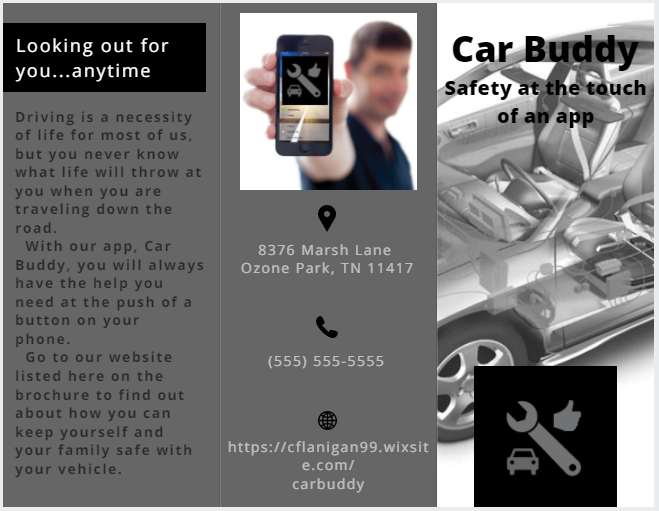 Looking out for
you...anytime
Driving is a necessity
of life for most of us,
but you never know
what life will throw at
you when you are
traveling down the
road.
With our app, Car
Buddy, you will always
have the help you
need at the push of a
button on your
phone.
Go to our website
listed here on the
brochure to find out
about how you can
keep yourself and
your family safe with
your vehicle.
8376 Marsh Lane
Ozone Park, TN 11417
(555) 555-5555
https://cflanigan99.wixsit
e.com/
carbuddy
Car Buddy
Safety at the touch
of an app